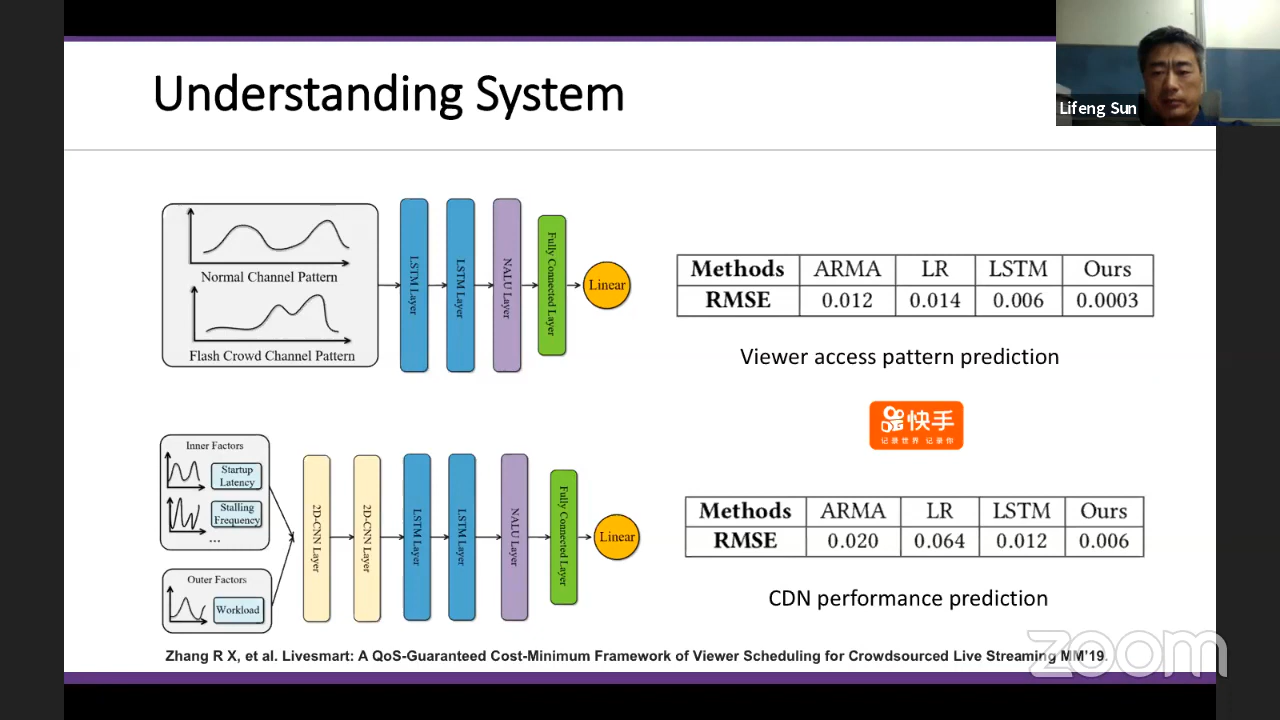 Understanding System
Lifeng Sun
Normal Channel Pattern
Flash Crowd Channel Pattern
LSTM Layer
LSTM Layer
NALU Layer
Fully Connected Layer
Linear
Methods ARMA LR LSTM Ours
RMSE 0.012 0.014 0.006 0.0003
Viewer access pattern prediction
快手
记录世界 记录你
Inner Factors
Startup
Latency
Stalling
Frequency
...
Outer Factors
Workload
2D-CNN Layer
2D-CNN Layer
LSTM Layer
LSTM Layer
NALU Layer
Fully Connected Layer
Linear
Methods ARMA LR LSTM Ours
RMSE 0.020 0.064 0.012 0.006
CDN performance prediction
Zhang R X, et al. Livesmart: A QoS-Guaranteed Cost-Minimum Framework of Viewer Scheduling for Crowdsourced Live Streaming MM'19.
zoom